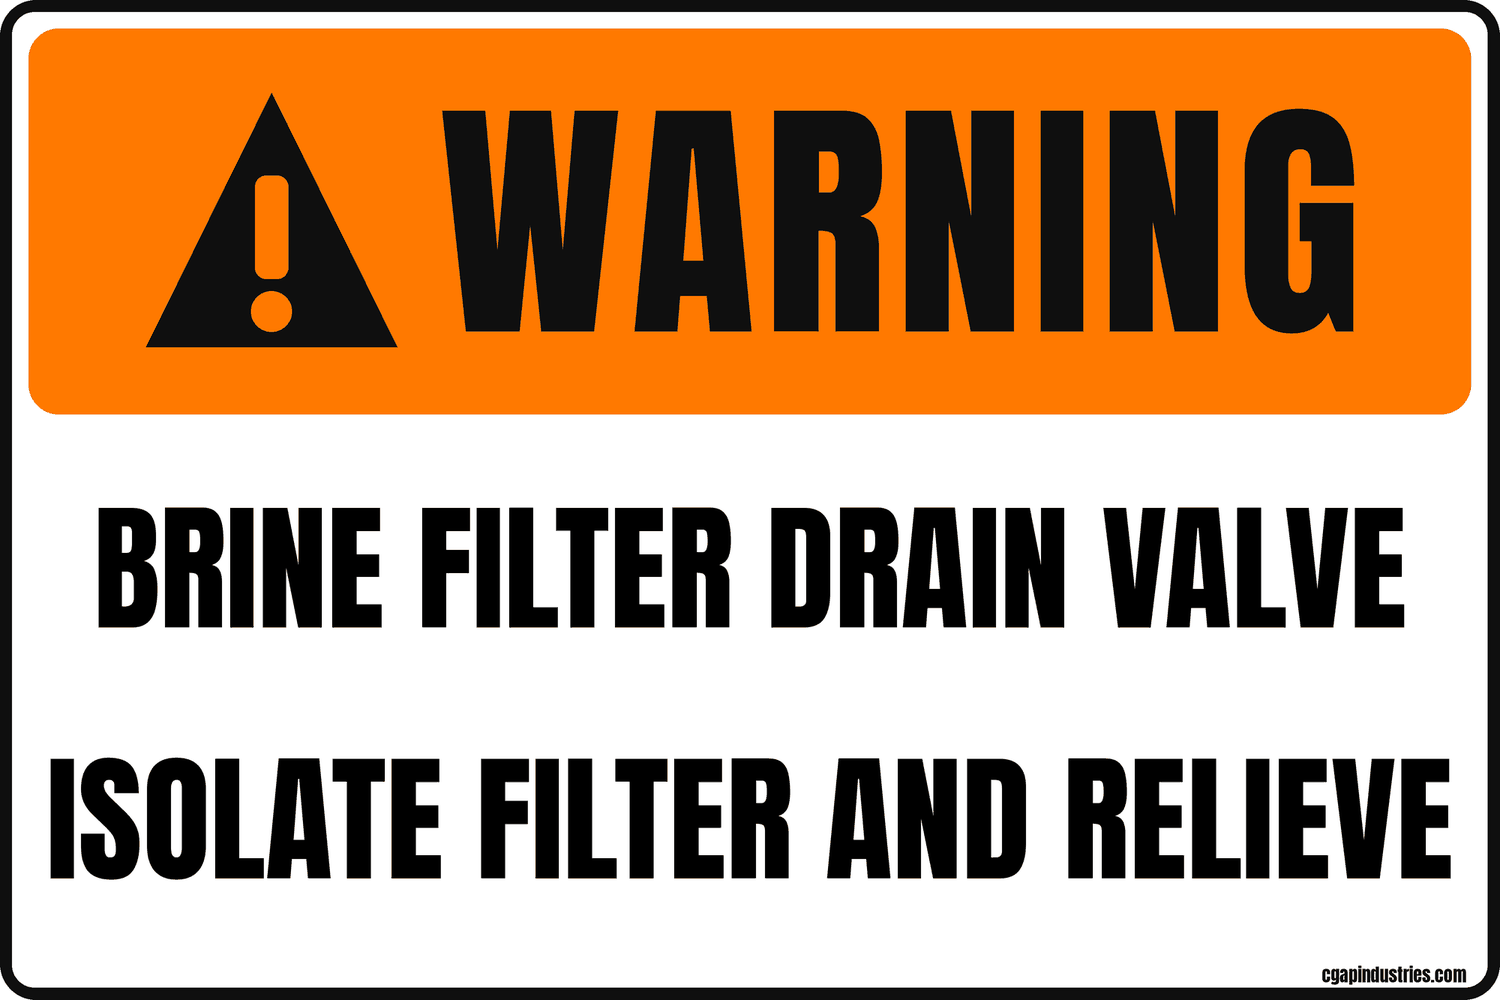 WARNING
BRINE FILTER DRAIN VALVE
ISOLATE FILTER AND RELIEVE
cgapindustries.com